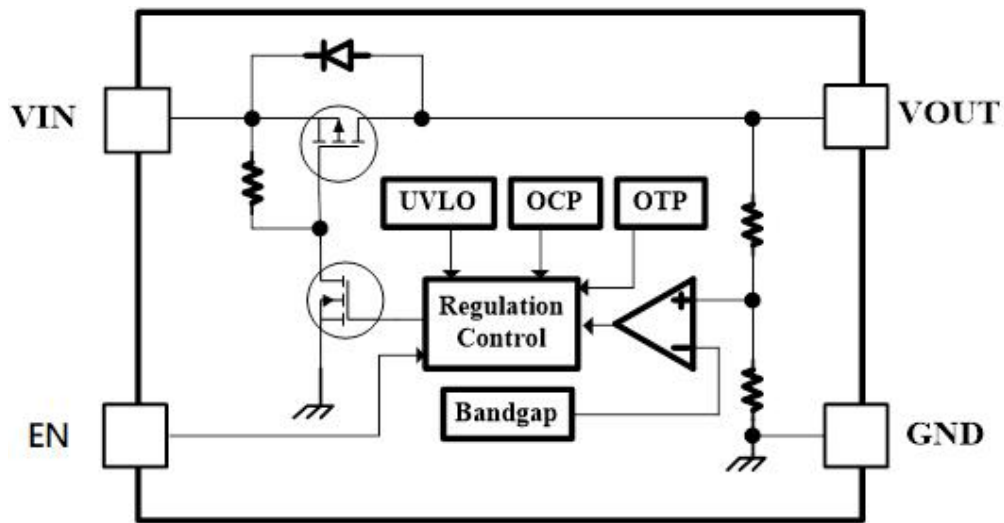 VIN
VOUT
UVLO
OCP
OTP
Regulation
Control
+
−
Bandgap
EN
GND